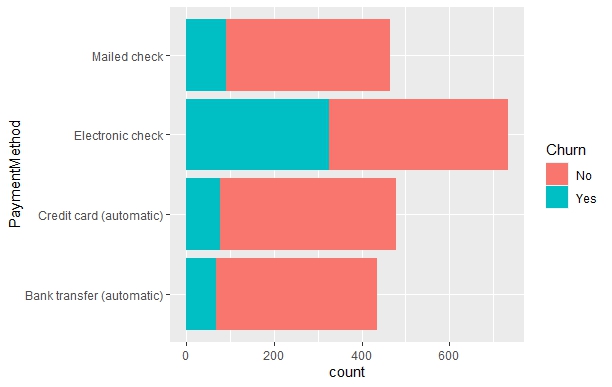 PaymentMethod
Mailed check
Electronic check
Credit card (automatic)
Bank transfer (automatic)
0 200 400 600
count
Churn
No
Yes